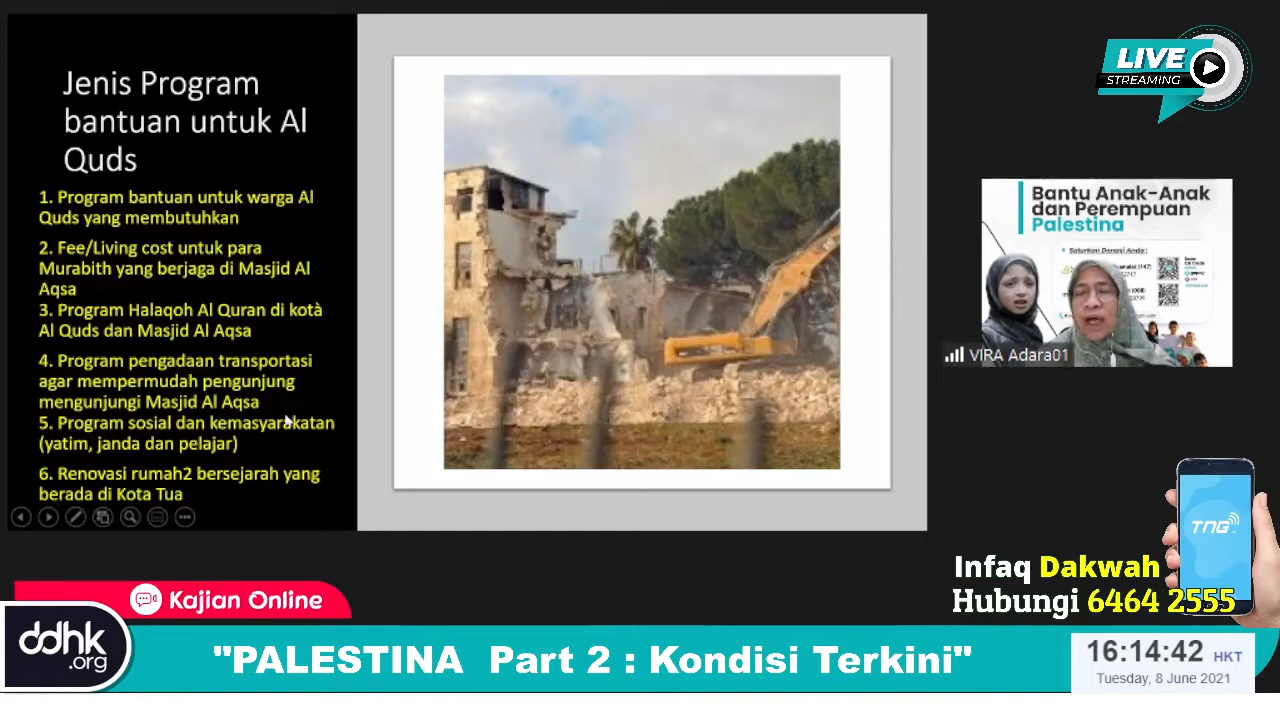 Jenis Program
bantuan untuk Al
Quds
1. Program bantuan untuk warga Al
Quds yang membutuhkan
2. Fee/Living cost untuk para
Murabith yang berjaga di Masjid Al
Aqsa
3. Program Halaqoh Al Quran di kotà
Al Quds dan Masjid Al Aqsa
4. Program pengadaan transportasi
agar mempermudah pengunjung
mengunjungi Masjid Al Aqsa
5. Program sosial dan kemasyarakatan
(yatim, janda dan pelajar)
6. Renovasi rumah2 bersejarah yang
berada di Kota Tua
LIVE
STREAMING
Bantu Anak-Anak
dan Perempuan
Palestina
Salurkan Donasi Anda :
VIRA Adara01
TNG
Infaq Dakwah
Hubungi 6464 2555
Kajian Online
ddhk
.org
"PALESTINA Part 2 : Kondisi Terkini"
16:14:42 HKT
Tuesday, 8 June 2021